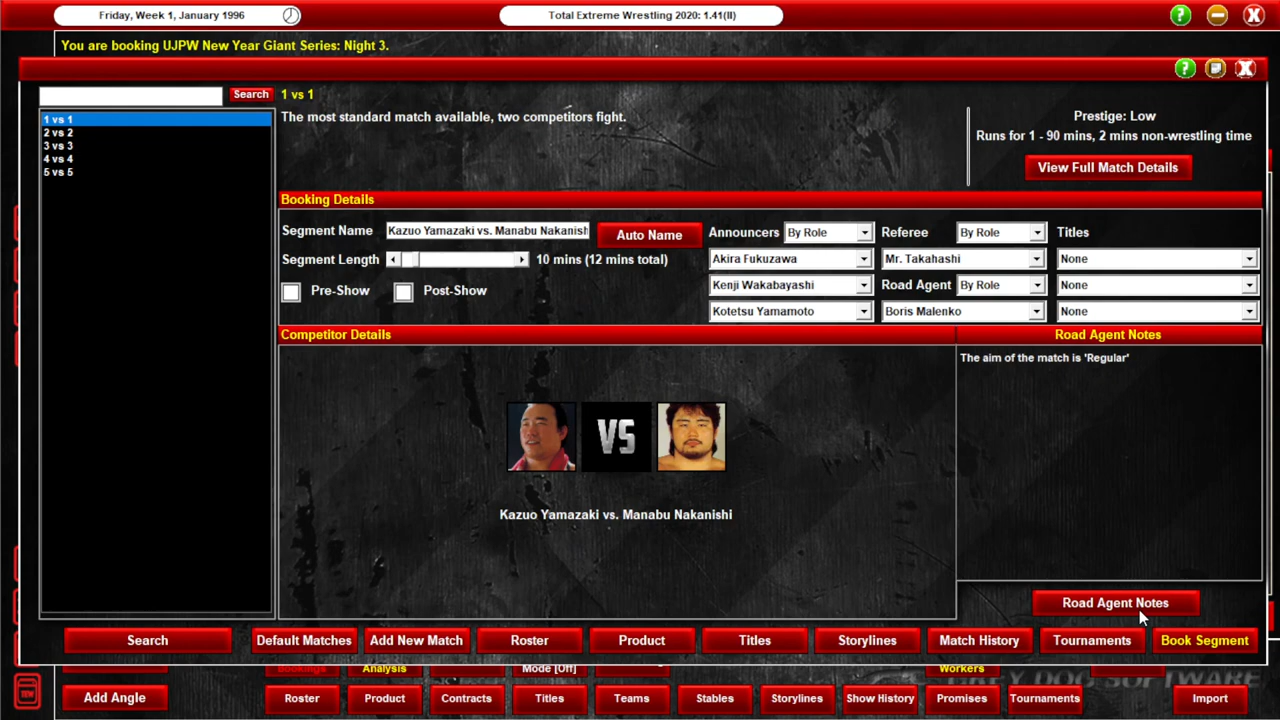 Friday, Week 1, January 1996
Total Extreme Wrestling 2020: 1.41(II)
You are booking UJPW New Year Giant Series: Night 3.
Search
1 vs 1
1 vs 1
2 vs 2
3 vs 3
4 vs 4
5 vs 5
The most standard match available, two competitors fight.
Prestige: Low
Runs for 1 - 90 mins, 2 mins non-wrestling time
View Full Match Details
Booking Details
Segment Name
Kazuo Yamazaki vs. Manabu Nakanish
Auto Name
Announcers
By Role
Referee
By Role
Titles
Segment Length
10 mins (12 mins total)
Akira Fukuzawa
Mr. Takahashi
None
Pre-Show
Post-Show
Kenji Wakabayashi
Road Agent
By Role
None
Kotetsu Yamamoto
Boris Malenko
None
Competitor Details
Road Agent Notes
The aim of the match is 'Regular'
VS
Kazuo Yamazaki vs. Manabu Nakanishi
Road Agent Notes
Search
Default Matches
Add New Match
Roster
Product
Titles
Storylines
Match History
Tournaments
Book Segment
Bookings
Analysis
Mode [Off]
Workers
GREY DOG SOFTWARE
Add Angle
Roster
Product
Contracts
Titles
Teams
Stables
Storylines
Show History
Promises
Tournaments
Import